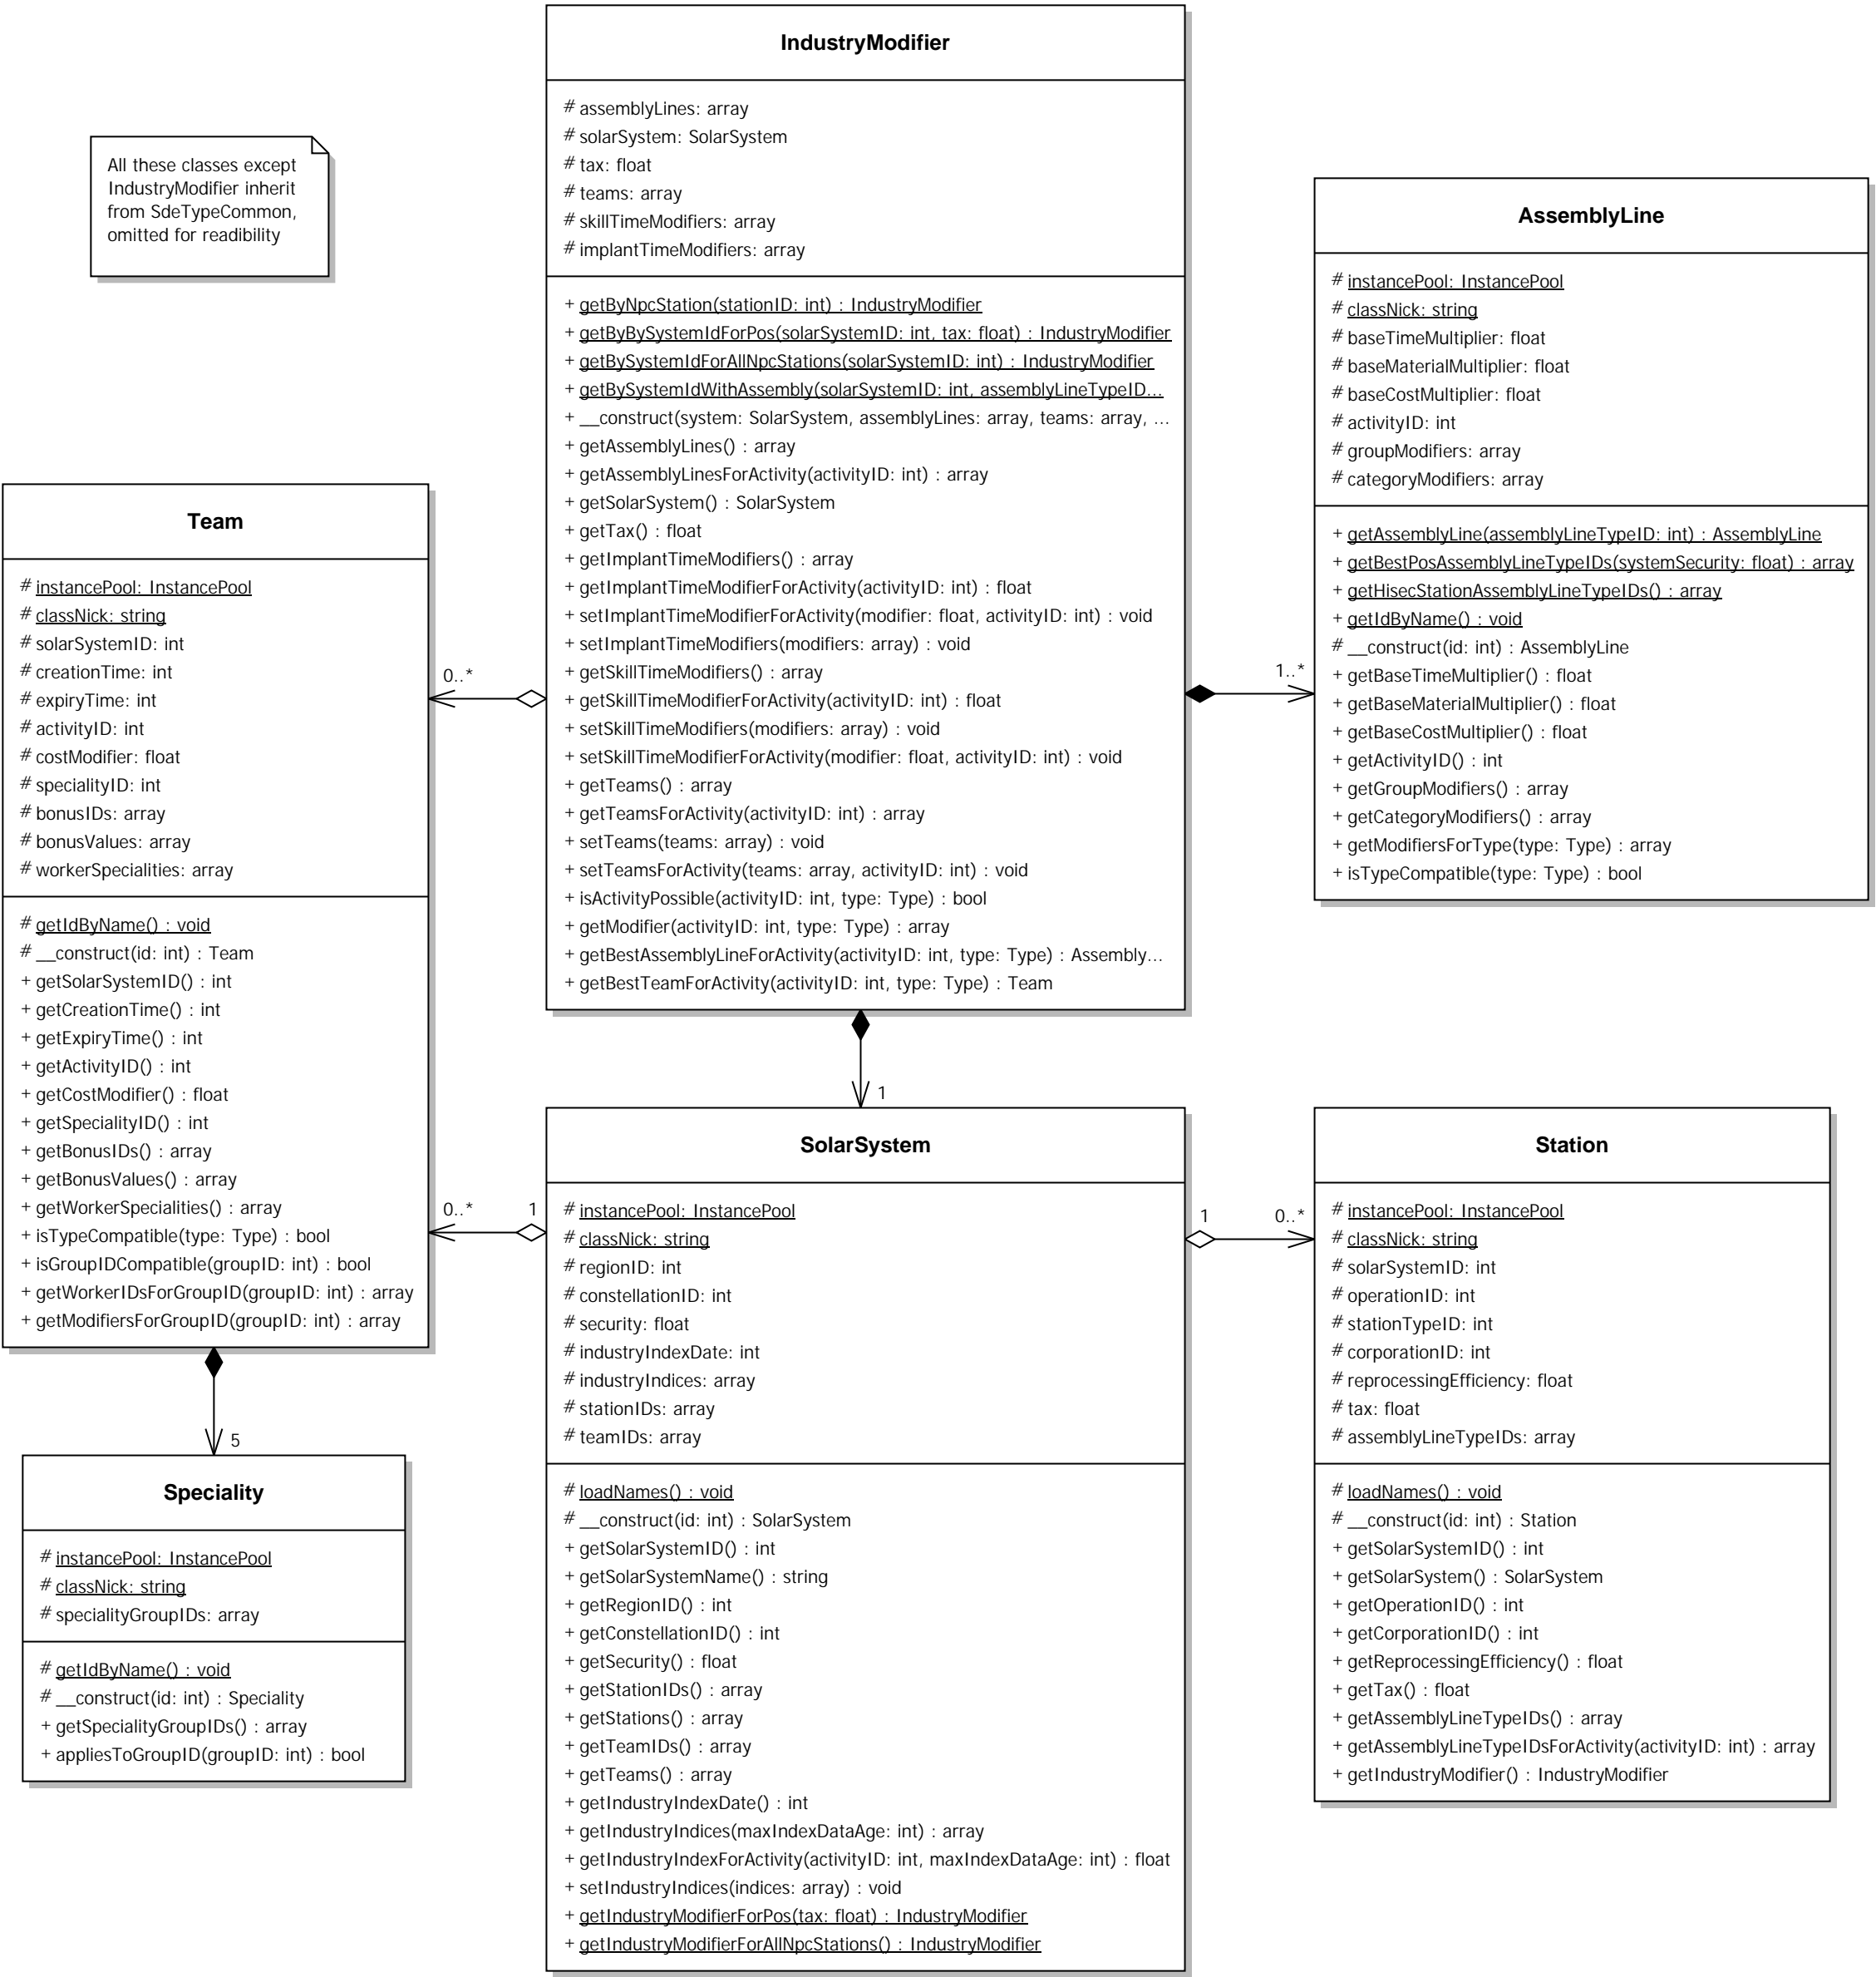 IndustryModifier
# assemblyLines: array
# solarSystem: SolarSystem
# tax: float
# teams: array
# skillTimeModifiers: array
# implantTimeModifiers: array
+ getByNpcStation(stationID: int) : IndustryModifier
+ getByBySystemIdForPos(solarSystemID: int, tax: float) : IndustryModifier
+ getBySystemIdForAllNpcStations(solarSystemID: int) : IndustryModifier
+ getBySystemIdWithAssembly(solarSystemID: int, assemblyLineTypeID...
+ __construct(system: SolarSystem, assemblyLines: array, teams: array, ...
+ getAssemblyLines() : array
+ getAssemblyLinesForActivity(activityID: int) : array
+ getSolarSystem() : SolarSystem
+ getTax() : float
+ getImplantTimeModifiers() : array
+ getImplantTimeModifierForActivity(activityID: int) : float
+ setImplantTimeModifierForActivity(modifier: float, activityID: int) : void
+ setImplantTimeModifiers(modifiers: array) : void
+ getSkillTimeModifiers() : array
+ getSkillTimeModifierForActivity(activityID: int) : float
+ setSkillTimeModifiers(modifiers: array) : void
+ setSkillTimeModifierForActivity(modifier: float, activityID: int) : void
+ getTeams() : array
+ getTeamsForActivity(activityID: int) : array
+ setTeams(teams: array) : void
+ setTeamsForActivity(teams: array, activityID: int) : void
+ isActivityPossible(activityID: int, type: Type) : bool
+ getModifier(activityID: int, type: Type) : array
+ getBestAssemblyLineForActivity(activityID: int, type: Type) : Assembly...
+ getBestTeamForActivity(activityID: int, type: Type) : Team
All these classes except
IndustryModifier inherit
from SdeTypeCommon,
omitted for readibility
AssemblyLine
# instancePool: InstancePool
# classNick: string
# baseTimeMultiplier: float
# baseMaterialMultiplier: float
# baseCostMultiplier: float
# activityID: int
# groupModifiers: array
# categoryModifiers: array
+ getAssemblyLine(assemblyLineTypeID: int) : AssemblyLine
+ getBestPosAssemblyLineTypeIDs(systemSecurity: float) : array
+ getHisecStationAssemblyLineTypeIDs() : array
+ getIdByName() : void
# __construct(id: int) : AssemblyLine
+ getBaseTimeMultiplier() : float
+ getBaseMaterialMultiplier() : float
+ getBaseCostMultiplier() : float
+ getActivityID() : int
+ getGroupModifiers() : array
+ getCategoryModifiers() : array
+ getModifiersForType(type: Type) : array
+ isTypeCompatible(type: Type) : bool
Team
# instancePool: InstancePool
# classNick: string
# solarSystemID: int
# creationTime: int
# expiryTime: int
# activityID: int
# costModifier: float
# specialityID: int
# bonusIDs: array
# bonusValues: array
# workerSpecialities: array
# getIdByName() : void
# __construct(id: int) : Team
+ getSolarSystemID() : int
+ getCreationTime() : int
+ getExpiryTime() : int
+ getActivityID() : int
+ getCostModifier() : float
+ getSpecialityID() : int
+ getBonusIDs() : array
+ getBonusValues() : array
+ getWorkerSpecialities() : array
+ isTypeCompatible(type: Type) : bool
+ isGroupIDCompatible(groupID: int) : bool
+ getWorkerIDsForGroupID(groupID: int) : array
+ getModifiersForGroupID(groupID: int) : array
0..*
1..*
1
0..*
1
1
0..*
5
SolarSystem
# instancePool: InstancePool
# classNick: string
# regionID: int
# constellationID: int
# security: float
# industryIndexDate: int
# industryIndices: array
# stationIDs: array
# teamIDs: array
# loadNames() : void
# __construct(id: int) : SolarSystem
+ getSolarSystemID() : int
+ getSolarSystemName() : string
+ getRegionID() : int
+ getConstellationID() : int
+ getSecurity() : float
+ getStationIDs() : array
+ getStations() : array
+ getTeamIDs() : array
+ getTeams() : array
+ getIndustryIndexDate() : int
+ getIndustryIndices(maxIndexDataAge: int) : array
+ getIndustryIndexForActivity(activityID: int, maxIndexDataAge: int) : float
+ setIndustryIndices(indices: array) : void
+ getIndustryModifierForPos(tax: float) : IndustryModifier
+ getIndustryModifierForAllNpcStations() : IndustryModifier
Station
# instancePool: InstancePool
# classNick: string
# solarSystemID: int
# operationID: int
# stationTypeID: int
# corporationID: int
# reprocessingEfficiency: float
# tax: float
# assemblyLineTypeIDs: array
# loadNames() : void
# __construct(id: int) : Station
+ getSolarSystemID() : int
+ getSolarSystem() : SolarSystem
+ getOperationID() : int
+ getCorporationID() : int
+ getReprocessingEfficiency() : float
+ getTax() : float
+ getAssemblyLineTypeIDs() : array
+ getAssemblyLineTypeIDsForActivity(activityID: int) : array
+ getIndustryModifier() : IndustryModifier
Speciality
# instancePool: InstancePool
# classNick: string
# specialityGroupIDs: array
# getIdByName() : void
# __construct(id: int) : Speciality
+ getSpecialityGroupIDs() : array
+ appliesToGroupID(groupID: int) : bool